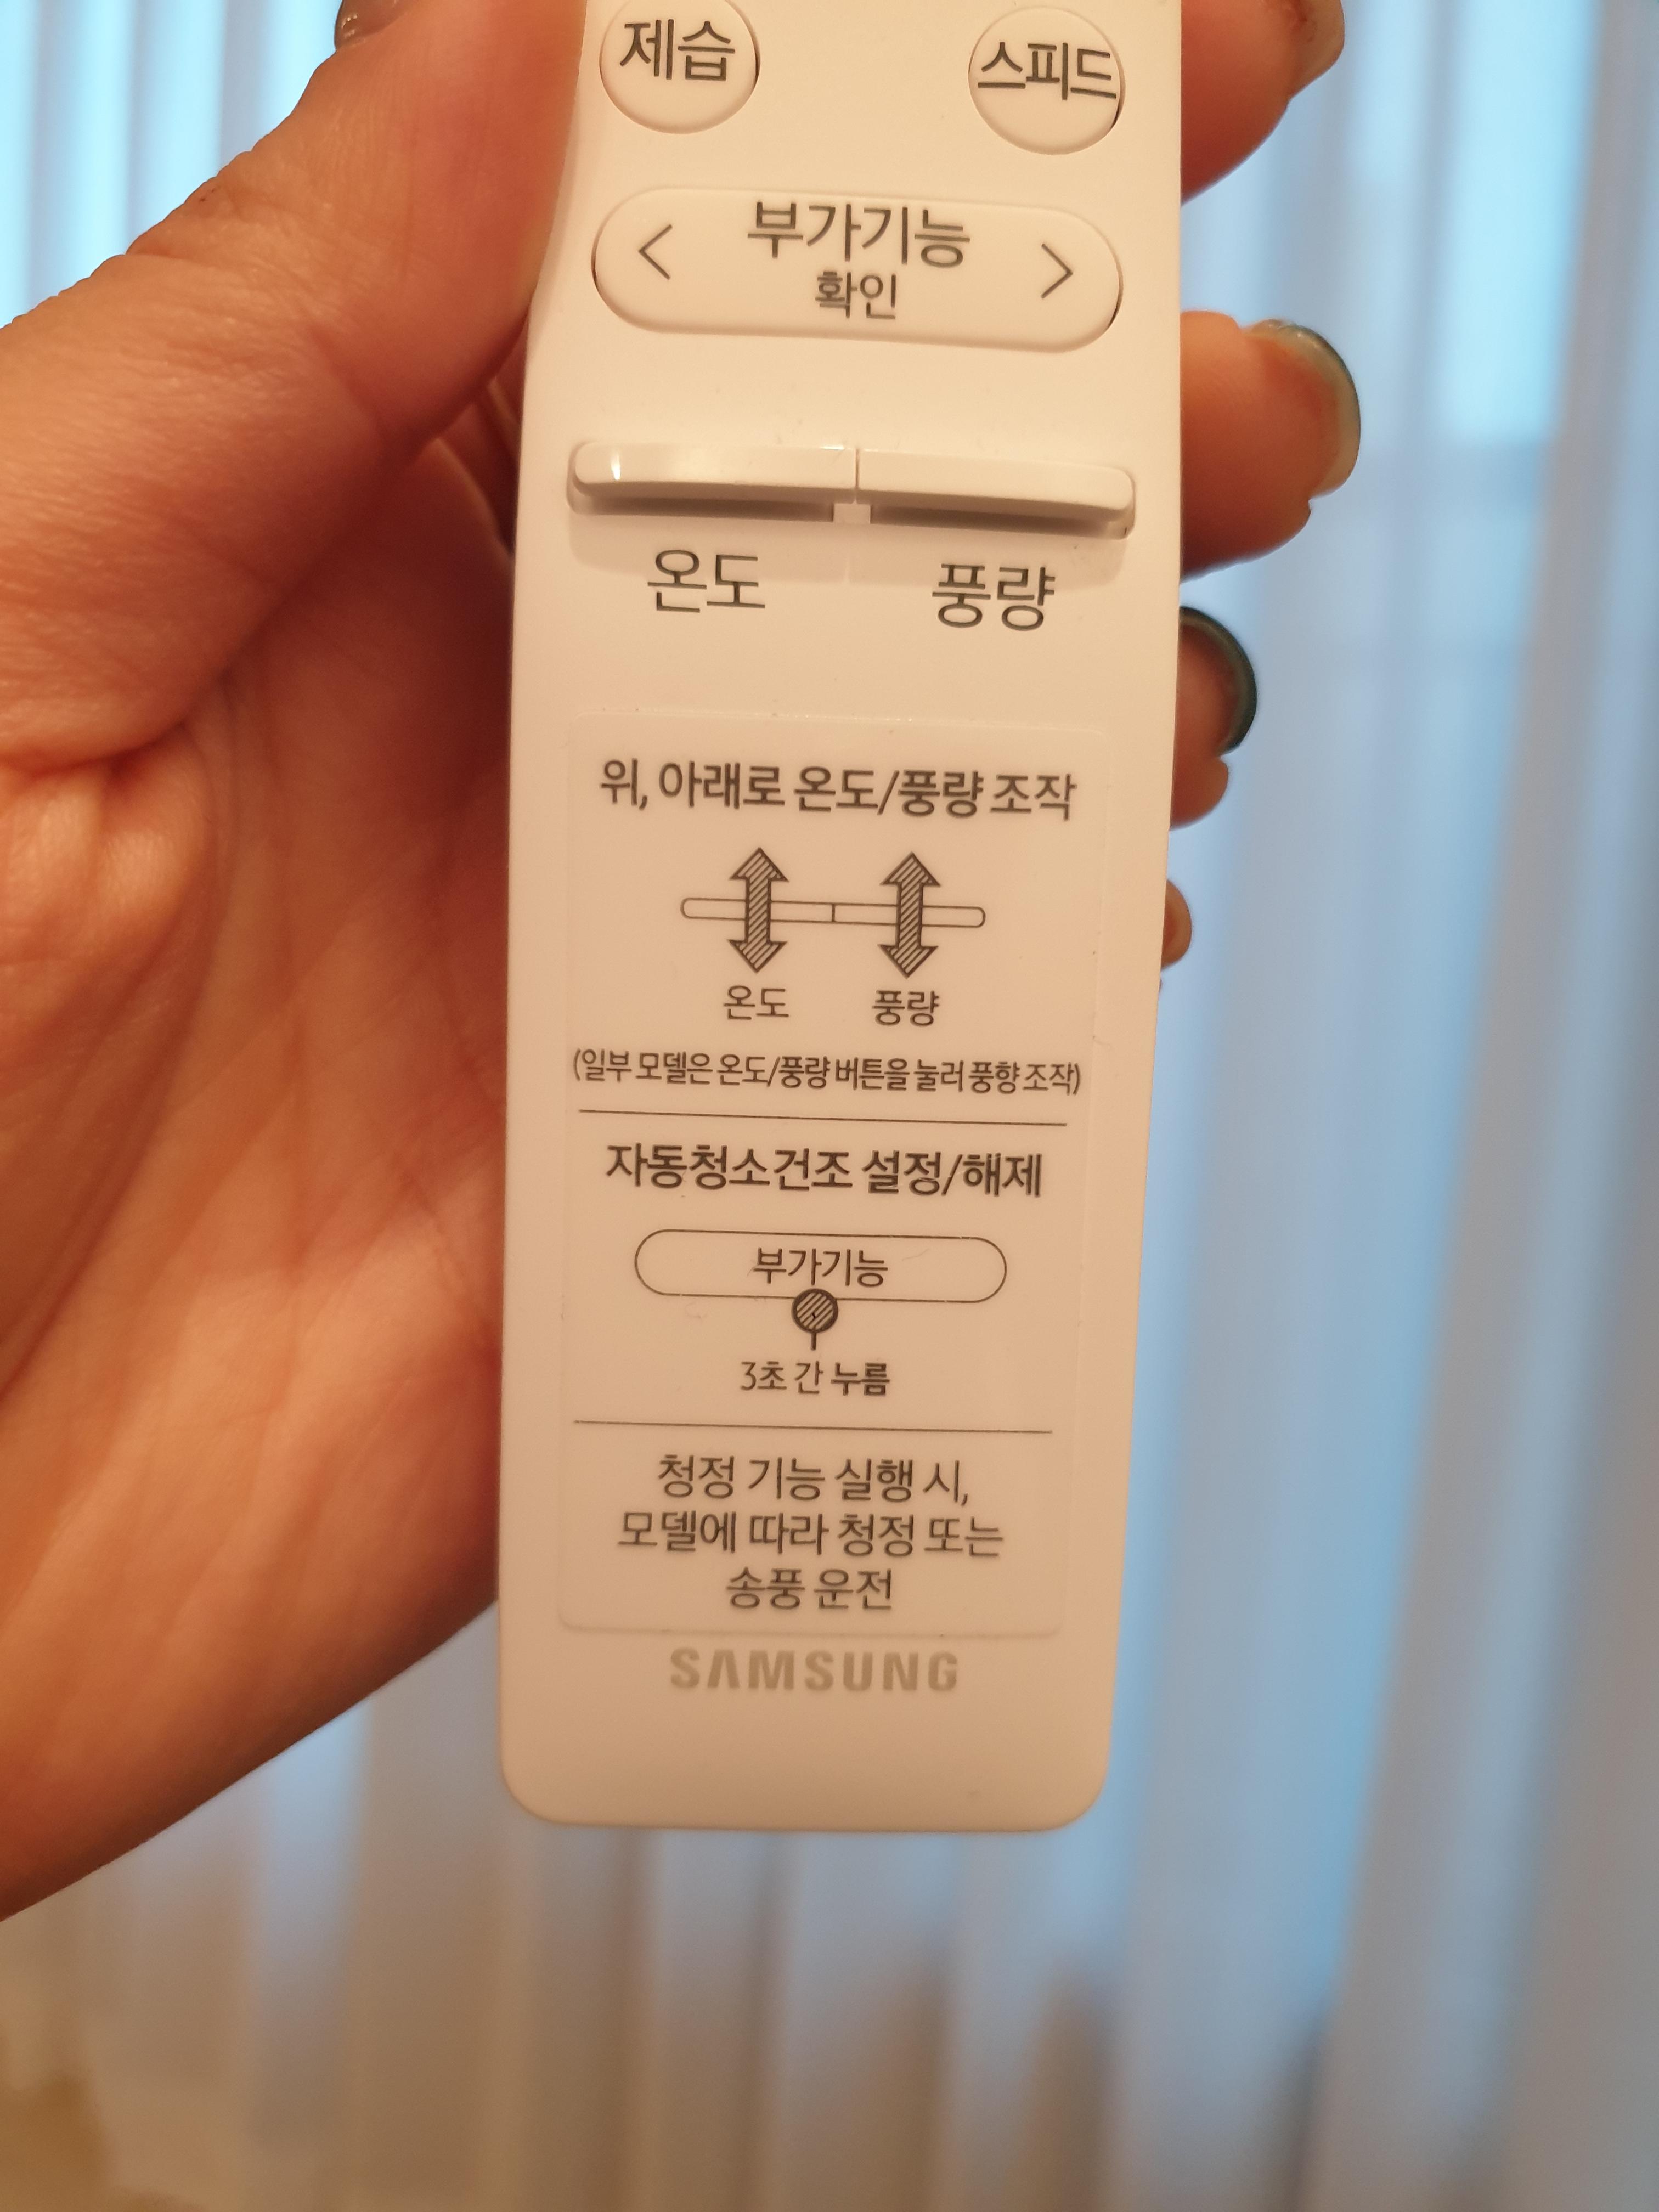 제습
스피드
< 부가기능 >
확인
온도
풍량
위, 아래로 온도/풍량 조작
온도
풍량
(일부 모델은 온도/풍량 버튼을 눌러 풍향 조작)
자동청소건조 설정/해제
부가기능
3초 간 누름
청정 기능 실행 시,
모델에 따라 청정 또는
송풍 운전
SAMSUNG